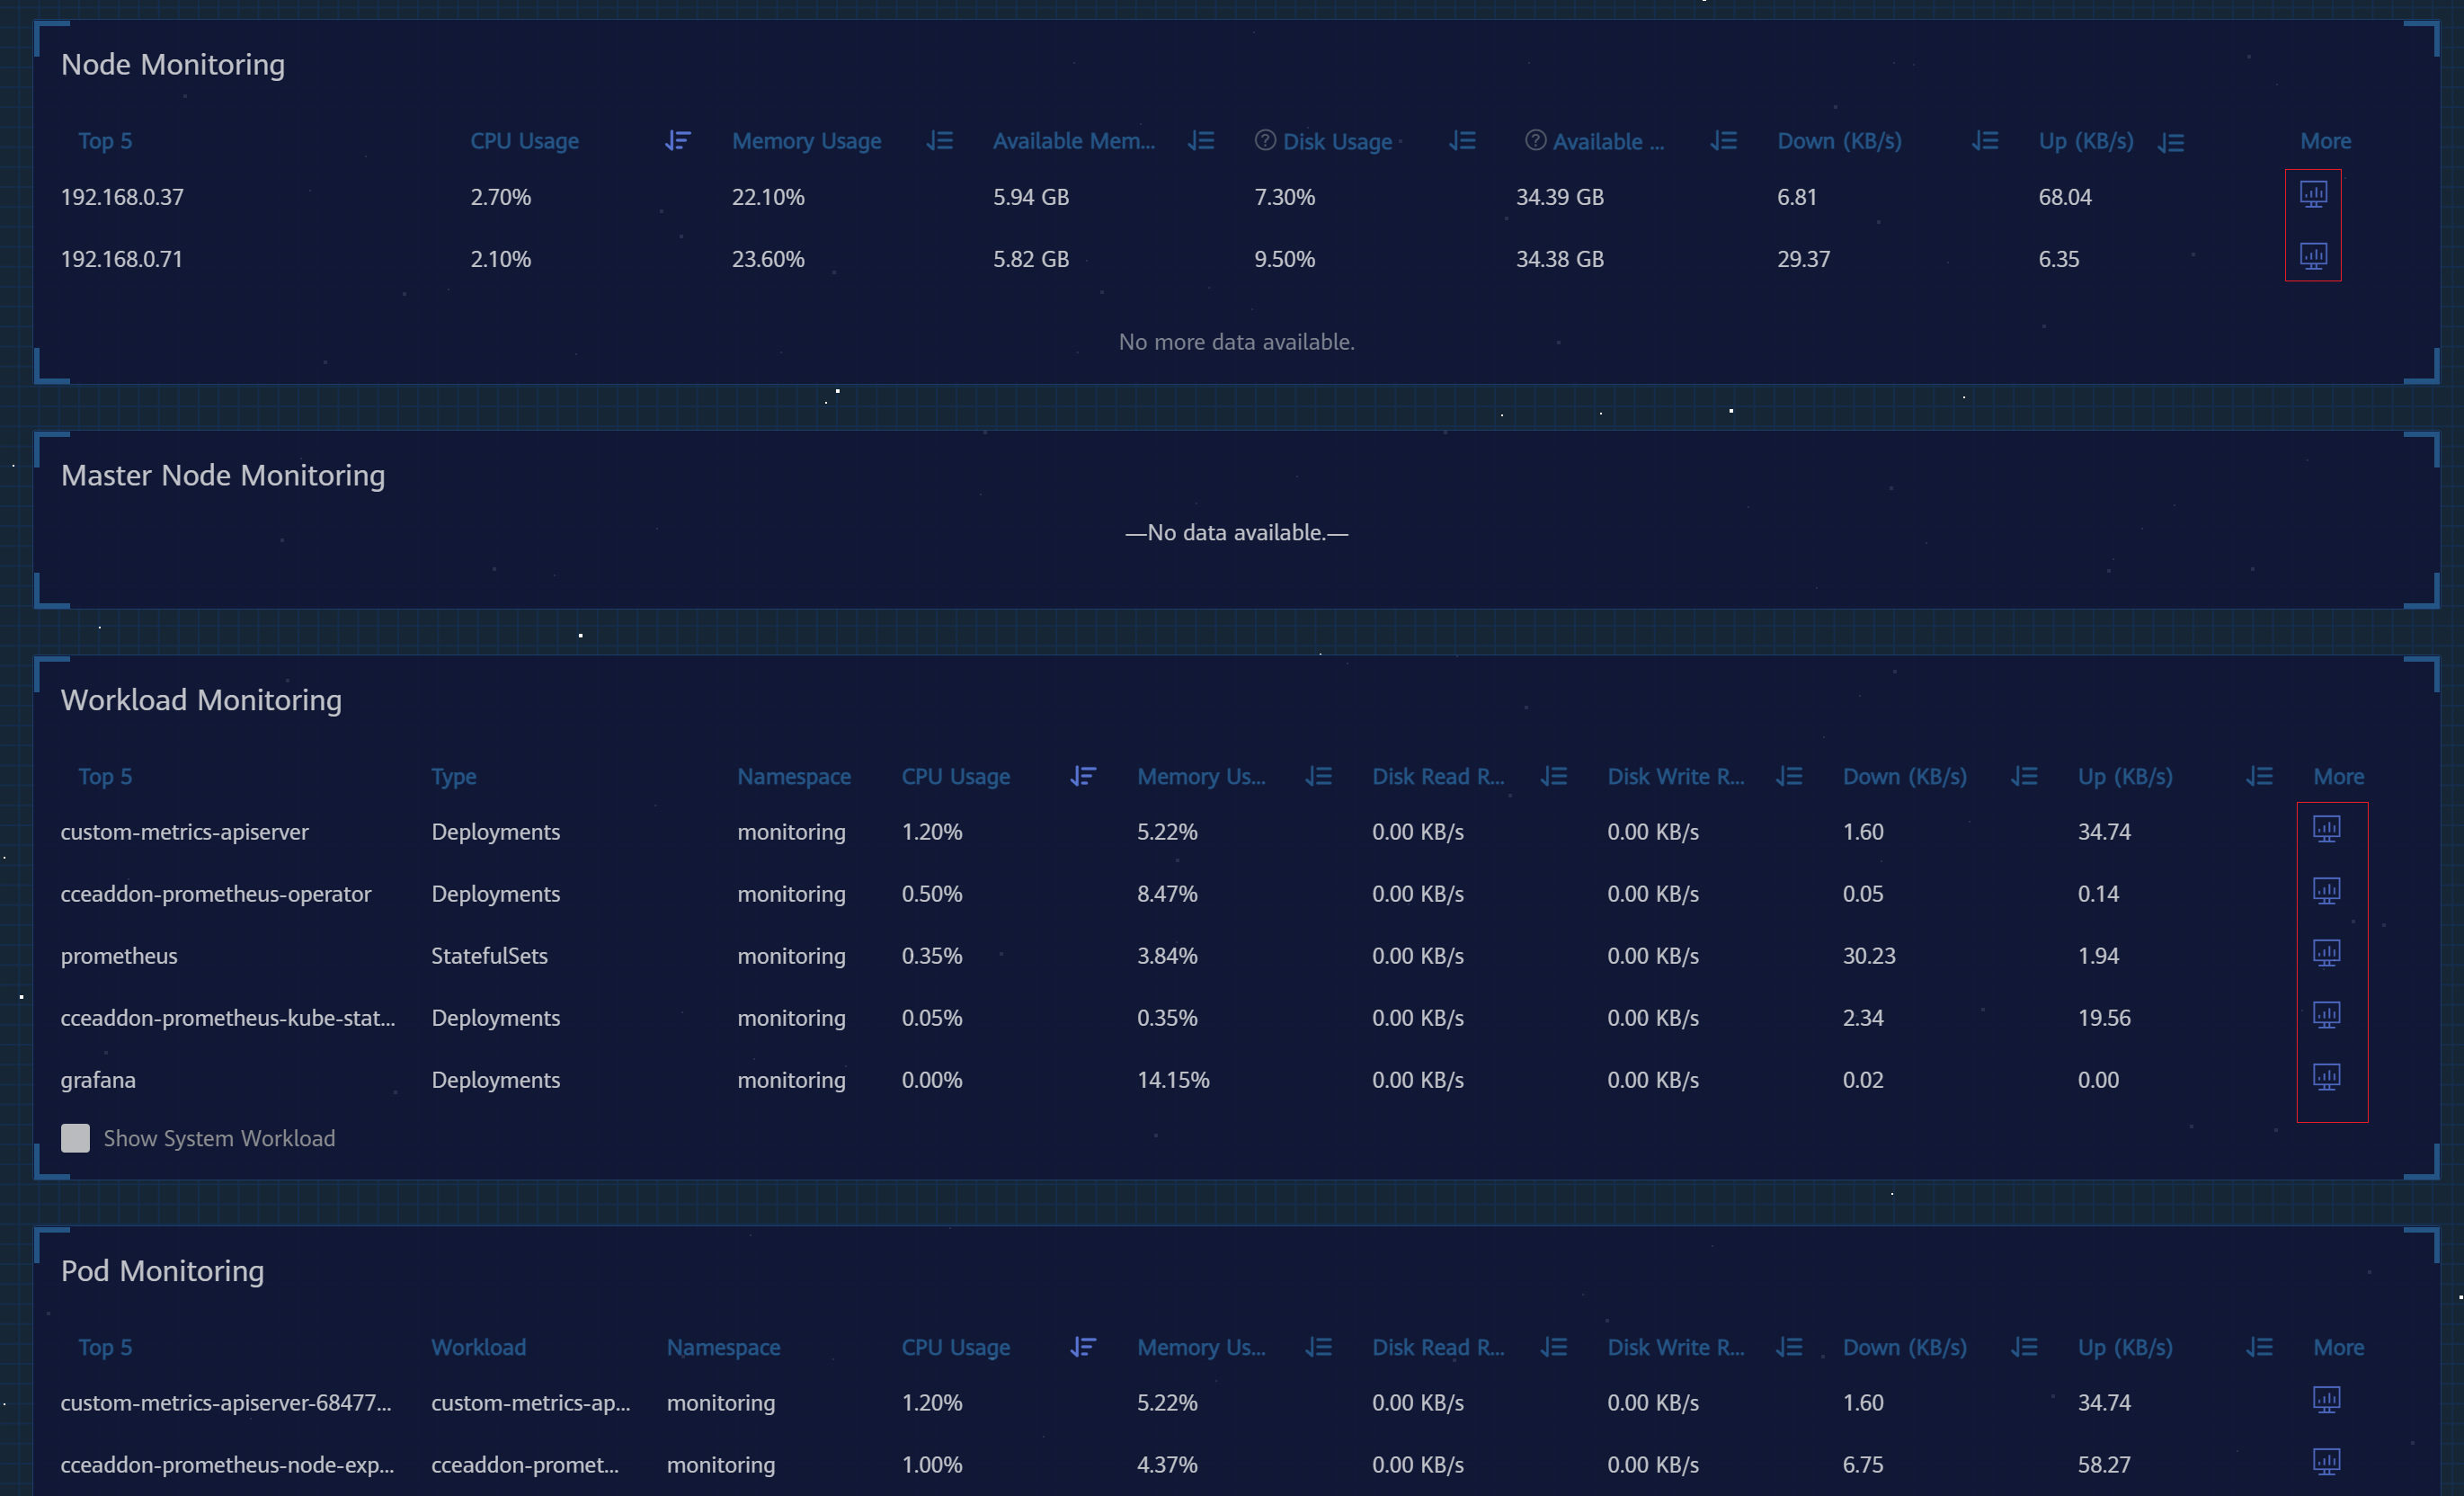 Node Monitoring
Top 5 CPU Usage Memory Usage Available Mem... ? Disk Usage ? Available ... Down (KB/s) Up (KB/s) More
192.168.0.37 2.70% 22.10% 5.94 GB 7.30% 34.39 GB 6.81 68.04
192.168.0.71 2.10% 23.60% 5.82 GB 9.50% 34.38 GB 29.37 6.35
No more data available.
Master Node Monitoring
—No data available.—
Workload Monitoring
Top 5 Type Namespace CPU Usage Memory Us... Disk Read R... Disk Write R... Down (KB/s) Up (KB/s) More
custom-metrics-apiserver Deployments monitoring 1.20% 5.22% 0.00 KB/s 0.00 KB/s 1.60 34.74
cceaddon-prometheus-operator Deployments monitoring 0.50% 8.47% 0.00 KB/s 0.00 KB/s 0.05 0.14
prometheus StatefulSets monitoring 0.35% 3.84% 0.00 KB/s 0.00 KB/s 30.23 1.94
cceaddon-prometheus-kube-stat... Deployments monitoring 0.05% 0.35% 0.00 KB/s 0.00 KB/s 2.34 19.56
grafana Deployments monitoring 0.00% 14.15% 0.00 KB/s 0.00 KB/s 0.02 0.00
Show System Workload
Pod Monitoring
Top 5 Workload Namespace CPU Usage Memory Us... Disk Read R... Disk Write R... Down (KB/s) Up (KB/s) More
custom-metrics-apiserver-68477... custom-metrics-ap... monitoring 1.20% 5.22% 0.00 KB/s 0.00 KB/s 1.60 34.74
cceaddon-prometheus-node-exp... cceaddon-promet... monitoring 1.00% 4.37% 0.00 KB/s 0.00 KB/s 6.75 58.27